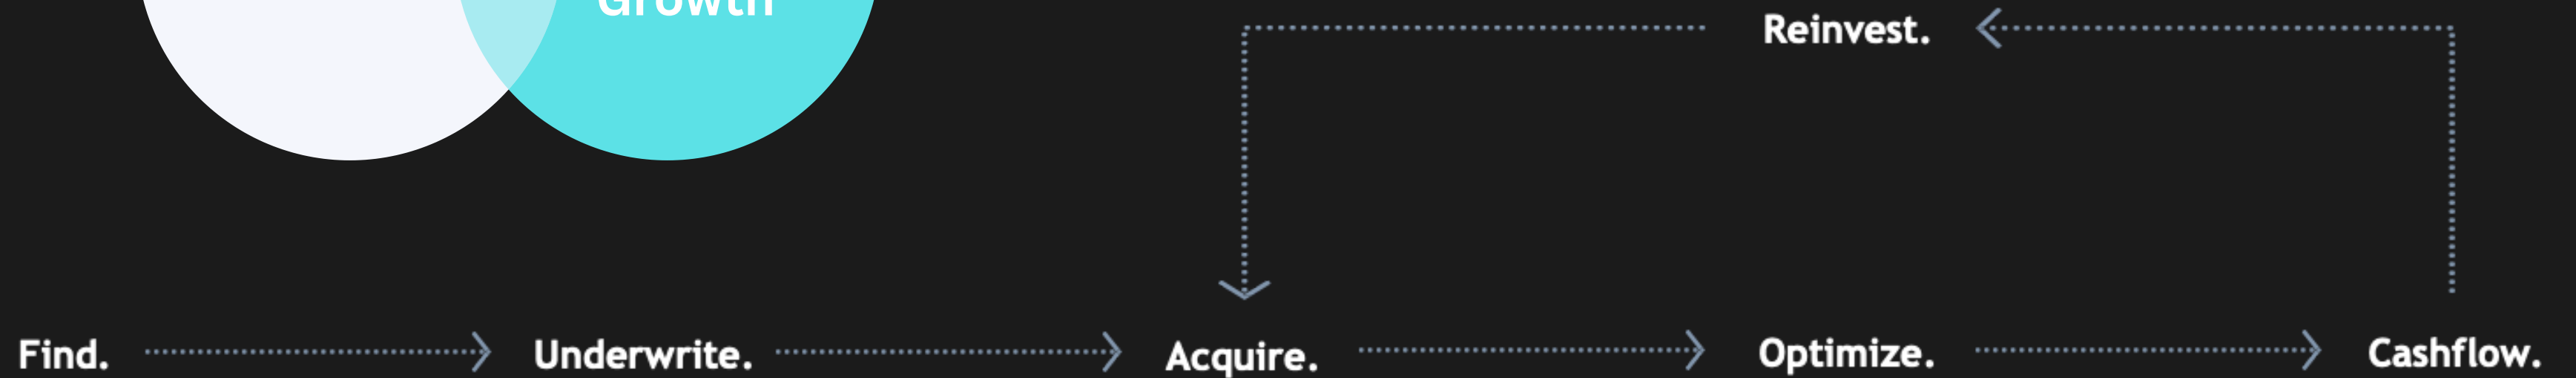 Growth
Reinvest.
Find.
Underwrite.
Acquire.
Optimize.
Cashflow.